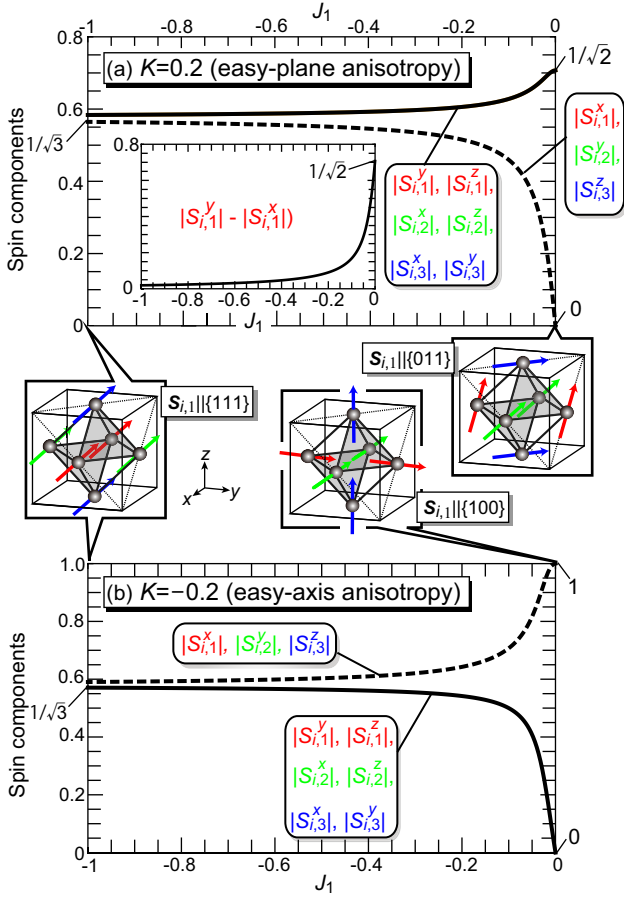 J1
-1 -0.8 -0.6 -0.4 -0.2 0
0.8
(a) K=0.2 (easy-plane anisotropy)
1/√2
0.6
1/√3
0.8
1/√2
|S^y_{i,1}| - |S^x_{i,1}|)
0
-1 -0.8 -0.6 -0.4 -0.2 0
J1
|S^y_{i,1}|, |S^z_{i,1}|,
|S^x_{i,2}|, |S^z_{i,2}|,
|S^x_{i,3}|, |S^y_{i,3}|
|S^x_{i,1}|,
|S^y_{i,2}|,
|S^z_{i,3}|
Spin components
0.4
0.2
0
0
S_{i,1}||{111}
S_{i,1}||{011}
S_{i,1}||{100}
z
x y
1.0
(b) K=−0.2 (easy-axis anisotropy)
1
0.8
|S^x_{i,1}|, |S^y_{i,2}|, |S^z_{i,3}|
0.6
1/√3
Spin components
|S^y_{i,1}|, |S^z_{i,1}|,
|S^x_{i,2}|, |S^z_{i,2}|,
|S^x_{i,3}|, |S^y_{i,3}|
0.4
0.2
0
0
-1 -0.8 -0.6 -0.4 -0.2 0
J1